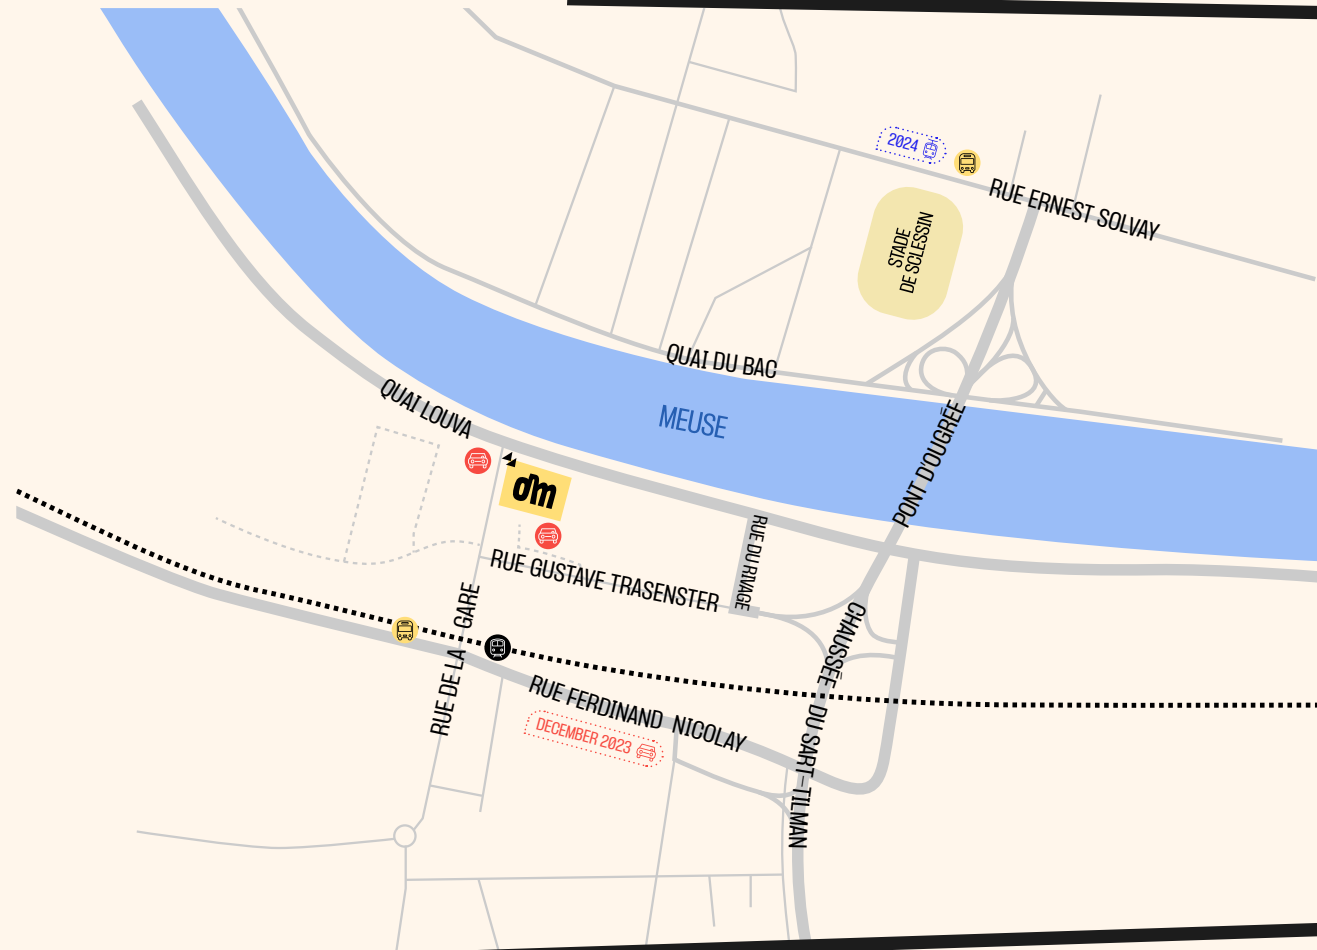 2024
RUE ERNEST SOLVAY
STADE
DE SCLESSIN
QUAI DU BAC
QUAI LOUVA
MEUSE
PONT D'OUGRÉE
dm
RUE DU RIVAGE
RUE GUSTAVE TRASENSTER
RUE DE LA GARE
CHAUSSÉE DU SART-TILMAN
RUE FERDINAND NICOLAY
DECEMBER 2023